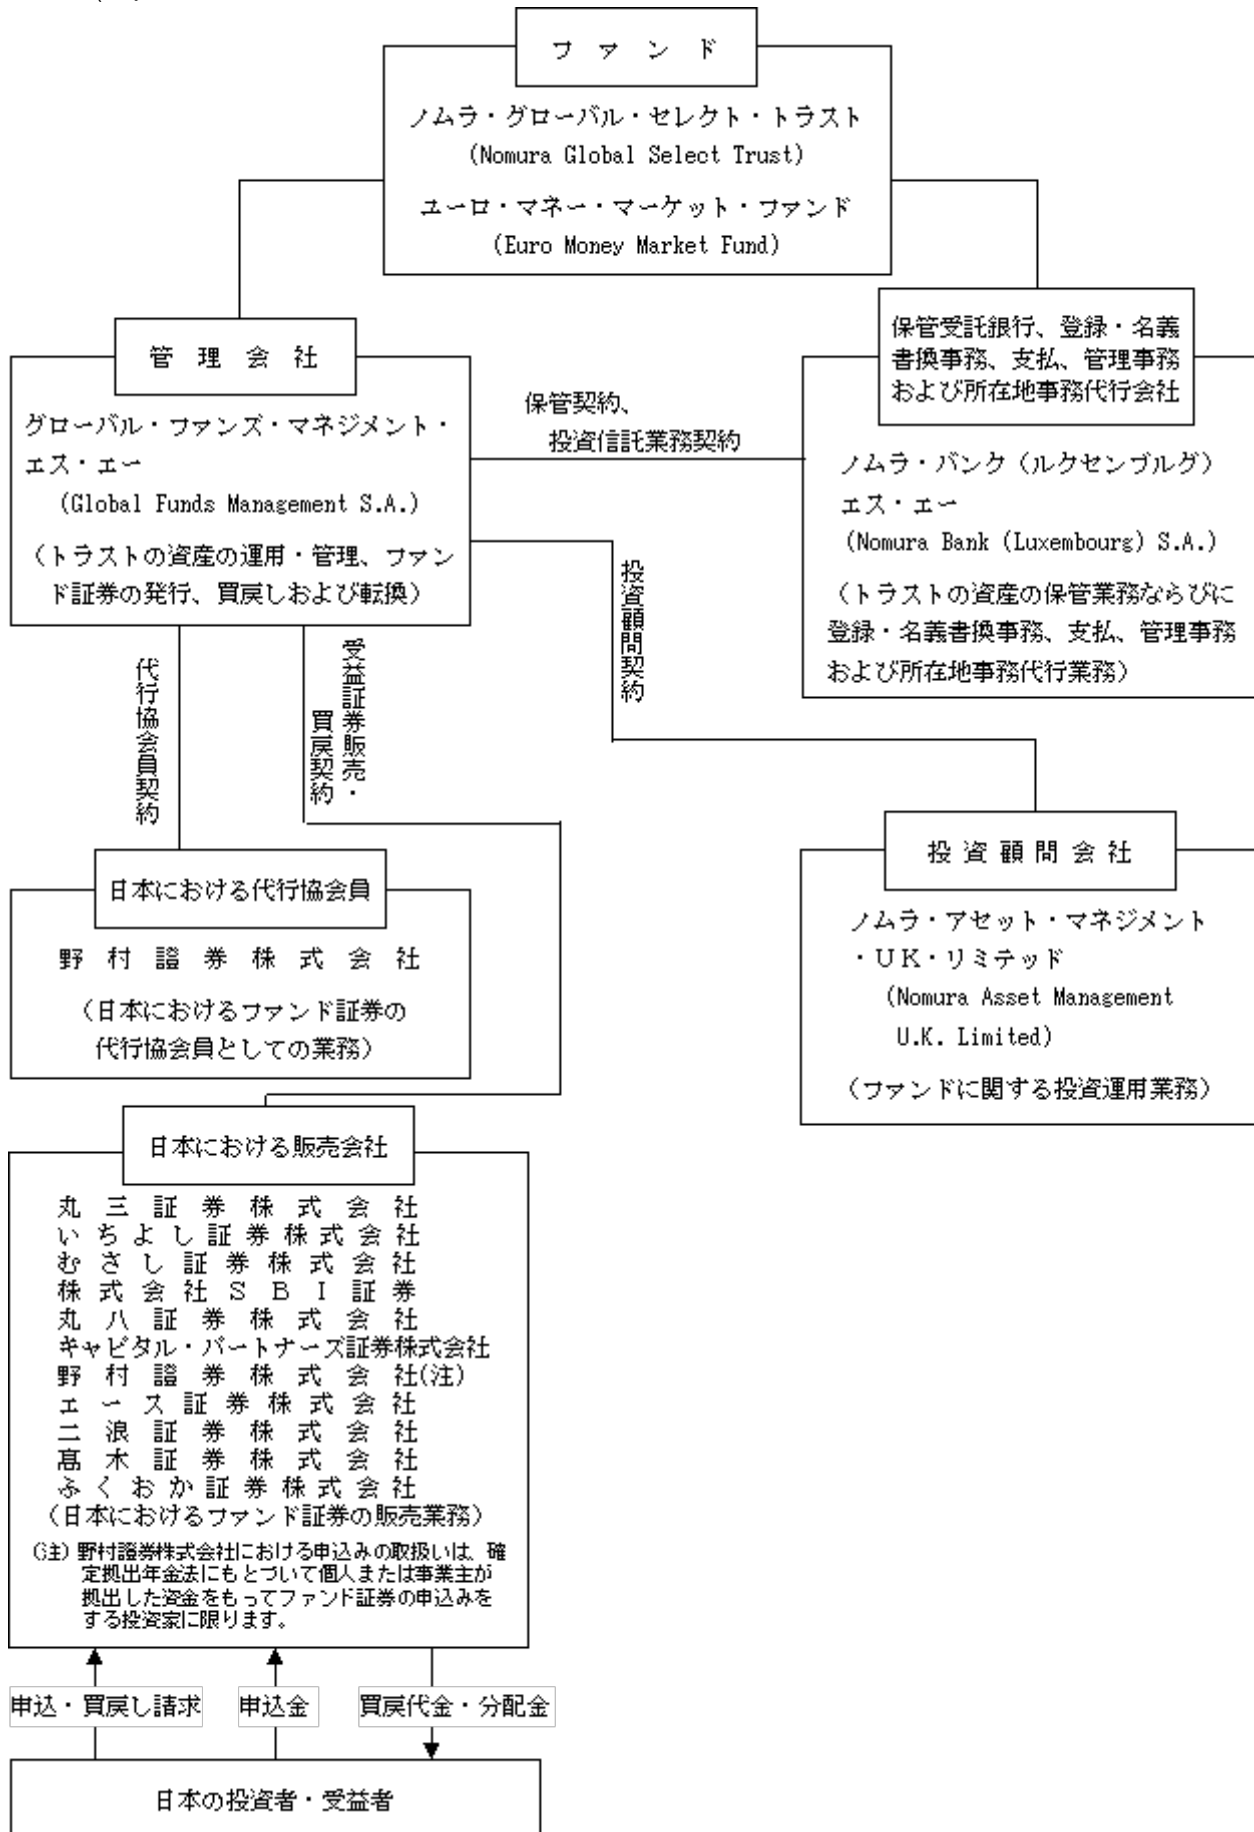 ファンド
ノムラ・グローバル・セレクト・トラスト
(Nomura Global Select Trust)
ユーロ・マネー・マーケット・ファンド
(Euro Money Market Fund)
管理会社
グローバル・ファンズ・マネジメント・
エス・エー
(Global Funds Management S.A.)
（トラストの資産の運用・管理、ファン
ド証券の発行、買戻しおよび転換）
保管契約、
投資信託業務契約
保管受託銀行、登録・名義
書換事務、支払、管理事務
および所在地事務代行会社
ノムラ・バンク（ルクセンブルグ）
エス・エー
(Nomura Bank (Luxembourg) S.A.)
（トラストの資産の保管業務ならびに
登録・名義書換事務、支払、管理事務
および所在地事務代行業務）
代行協会員契約
受益証券販売・
買戻契約
投資顧問契約
投資顧問会社
ノムラ・アセット・マネジメント
・ＵＫ・リミテッド
(Nomura Asset Management
U.K. Limited)
（ファンドに関する投資運用業務）
日本における代行協会員
野村證券株式会社
（日本におけるファンド証券の
代行協会員としての業務）
日本における販売会社
丸三証券株式会社
いちよし証券株式会社
むさし証券株式会社
株式会社ＳＢＩ証券
丸八証券株式会社
キャピタル・パートナーズ証券株式会社
野村證券株式会社(注)
エース証券株式会社
二浪証券株式会社
髙木証券株式会社
ふくおか証券株式会社
（日本におけるファンド証券の販売業務）
(注) 野村證券株式会社における申込みの取扱いは、確
定拠出年金法にもとづいて個人または事業主が
拠出した資金をもってファンド証券の申込みを
する投資家に限ります。
申込・買戻し請求
申込金
買戻代金・分配金
日本の投資者・受益者